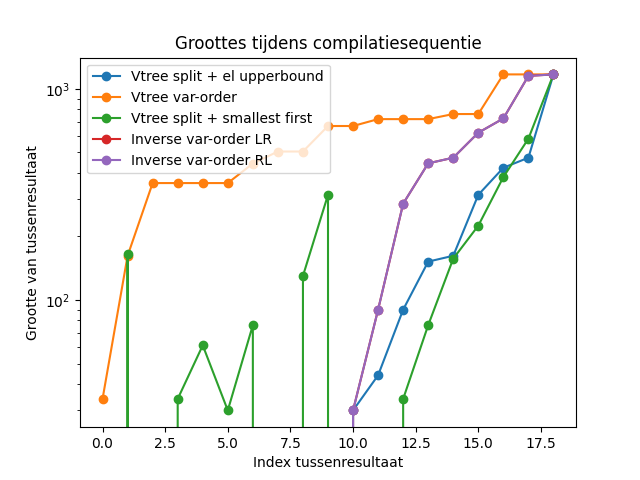 Groottes tijdens compilatiesequentie
Vtree split + el upperbound
Vtree var-order
Vtree split + smallest first
Inverse var-order LR
Inverse var-order RL
Grootte van tussenresultaat
10³
10²
0.0 2.5 5.0 7.5 10.0 12.5 15.0 17.5
Index tussenresultaat